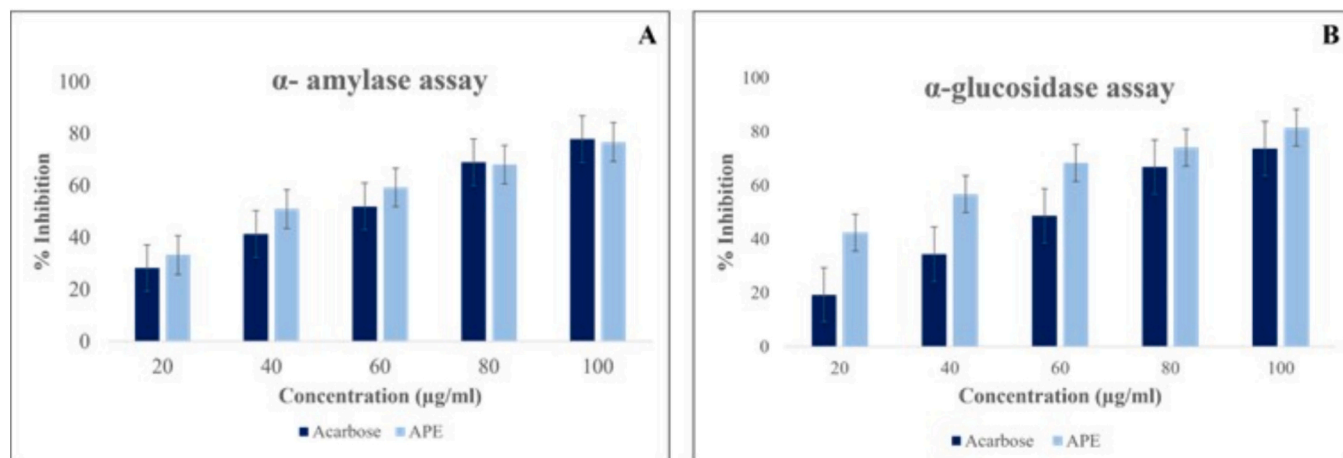 A
α- amylase assay
100
80
60
40
20
0
% Inhibition
20 40 60 80 100
Concentration (µg/ml)
Acarbose APE
B
α-glucosidase assay
100
80
60
40
20
0
% Inhibition
20 40 60 80 100
Concentration (µg/ml)
Acarbose APE